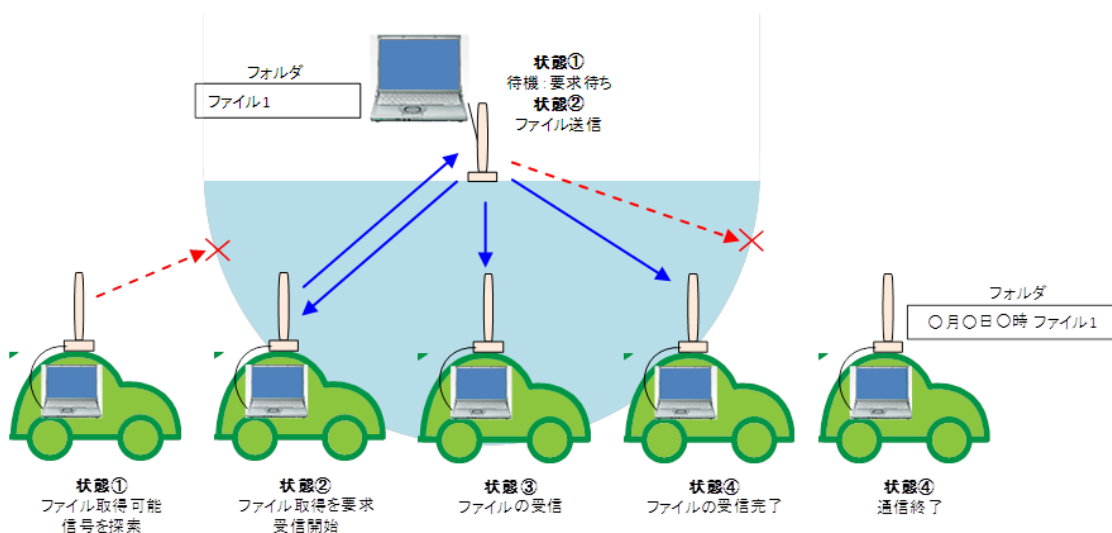 フォルダ
ファイル1
状態①
待機:要求待ち
状態②
ファイル送信
フォルダ
〇月〇日〇時 ファイル1
状態①
ファイル取得可能
信号を探索
状態②
ファイル取得を要求
受信開始
状態③
ファイルの受信
状態④
ファイルの受信完了
状態④
通信終了